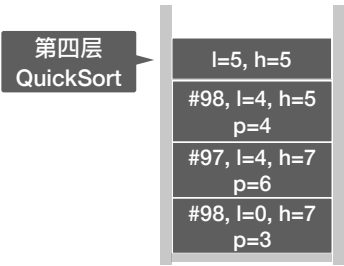 第四层
QuickSort
l=5, h=5
#98, l=4, h=5
p=4
#97, l=4, h=7
p=6
#98, l=0, h=7
p=3